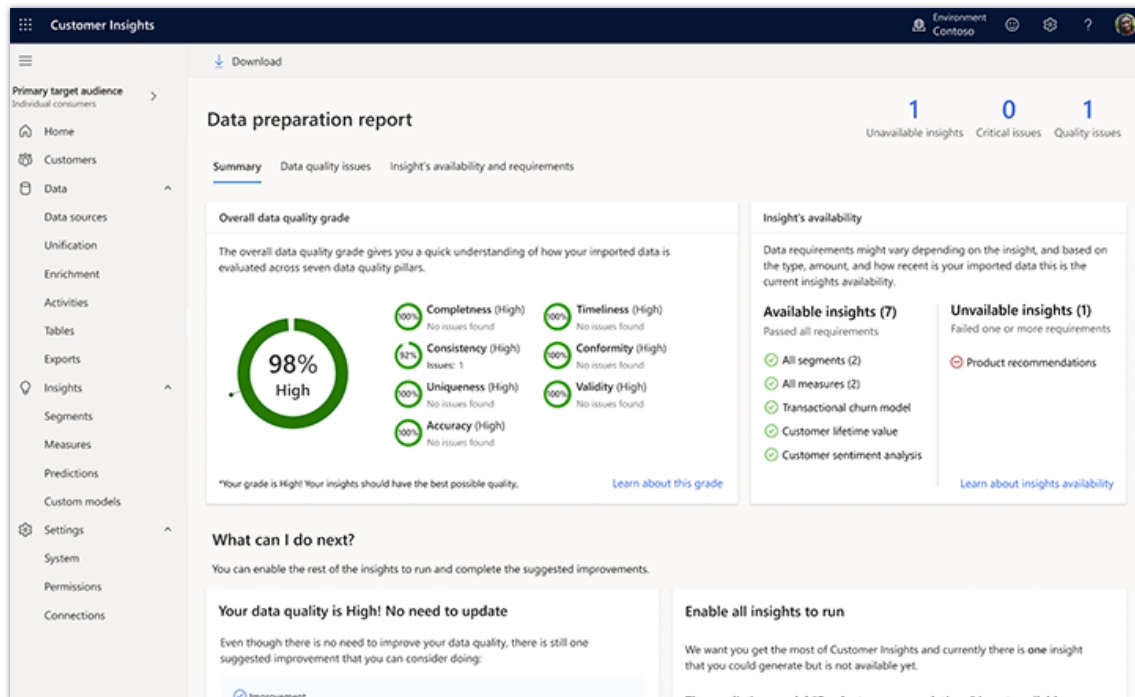 Customer Insights
Environment
Contoso
?
Primary target audience
Individual consumers
Home
Customers
Data
Data sources
Unification
Enrichment
Activities
Tables
Exports
Insights
Segments
Measures
Predictions
Custom models
Settings
System
Permissions
Connections
Download
Data preparation report
1
Unavailable insights
0
Critical issues
1
Quality issues
Summary
Data quality issues
Insight's availability and requirements
Overall data quality grade
The overall data quality grade gives you a quick understanding of how your imported data is
evaluated across seven data quality pillars.
98%
High
100%
Completness (High)
No issues found
92%
Consistency (High)
Issues: 1
100%
Uniqueness (High)
No issues found
100%
Accuracy (High)
No issues found
100%
Timeliness (High)
No issues found
100%
Conformity (High)
No issues found
100%
Validity (High)
No issues found
*Your grade is High! Your insights should have the best possible quality,
Learn about this grade
Insight's availability
Data requirements might vary depending on the insight, and based on
the type, amount, and how recent is your imported data this is the
current insights availability.
Available insights (7)
Passed all requirements
All segments (2)
All measures (2)
Transactional churn model
Customer lifetime value
Customer sentiment analysis
Unvailable insights (1)
Failed one or more requirements
Product recommendations
Learn about insights availability
What can I do next?
You can enable the rest of the insights to run and complete the suggested improvements.
Your data quality is High! No need to update
Even though there is no need to improve your data quality, there is still one
suggested improvement that you can consider doing:
Improvement
Enable all insights to run
We want you get the most of Customer Insights and currently there is one insight
that you could generate but is not available yet.